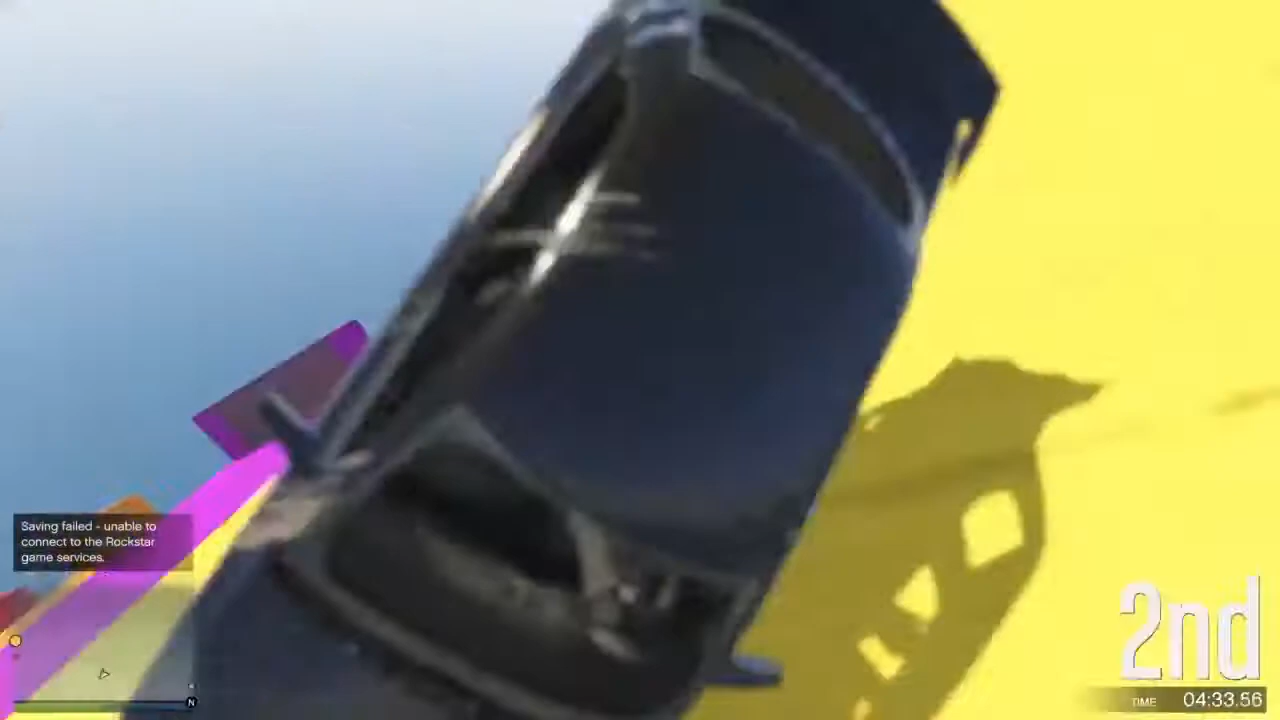 Saving failed - unable to
connect to the Rockstar
game services.
N
2nd
TIME 04:33.56